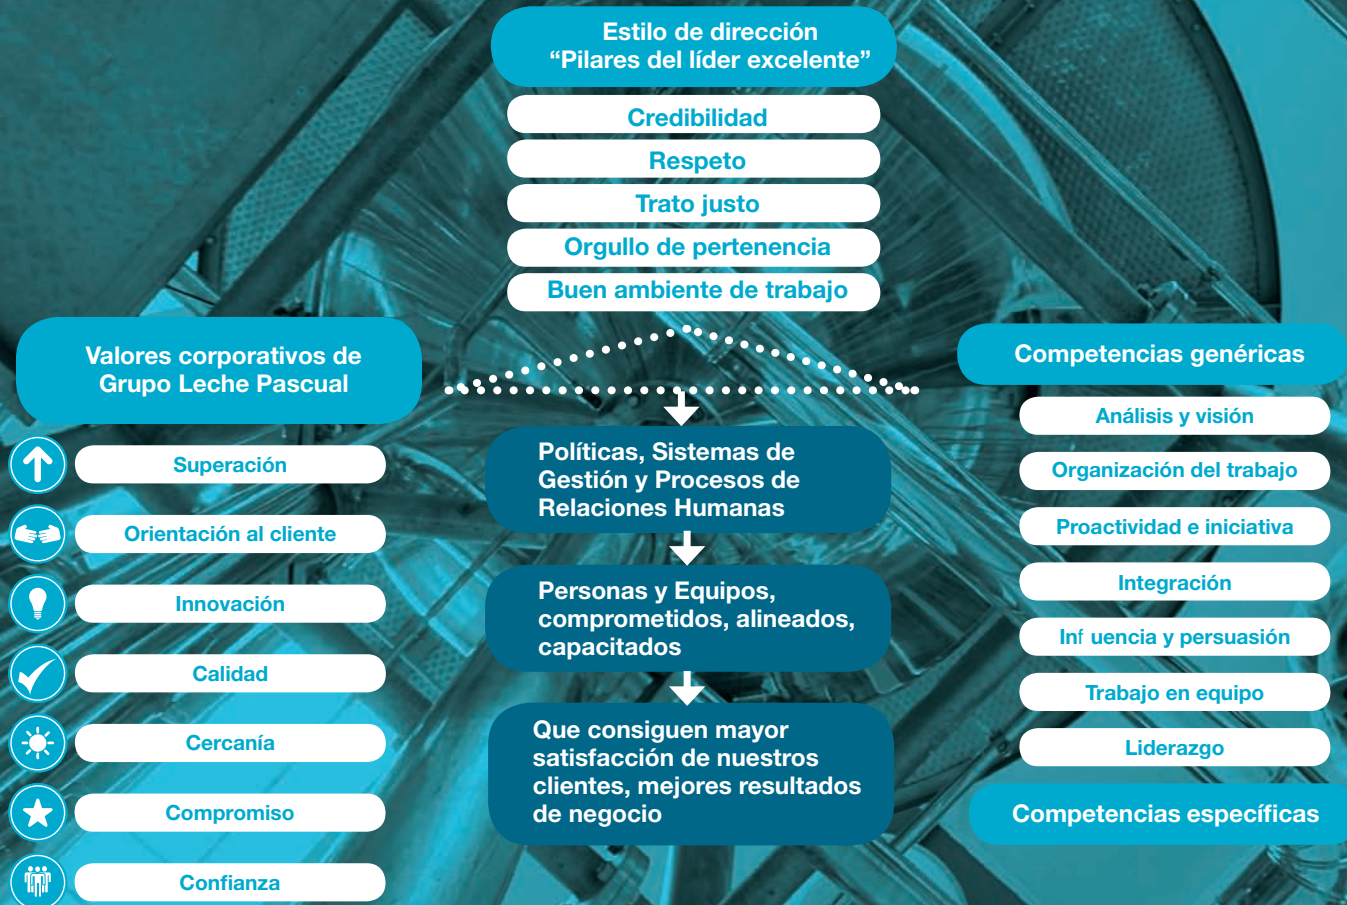 Estilo de dirección
“Pilares del líder excelente”
Credibilidad
Respeto
Trato justo
Orgullo de pertenencia
Buen ambiente de trabajo
Valores corporativos de
Grupo Leche Pascual
Superación
Orientación al cliente
Innovación
Calidad
Cercanía
Compromiso
Confianza
Políticas, Sistemas de
Gestión y Procesos de
Relaciones Humanas
Personas y Equipos,
comprometidos, alineados,
capacitados
Que consiguen mayor
satisfacción de nuestros
clientes, mejores resultados
de negocio
Competencias genéricas
Análisis y visión
Organización del trabajo
Proactividad e iniciativa
Integración
Inf uencia y persuasión
Trabajo en equipo
Liderazgo
Competencias específicas